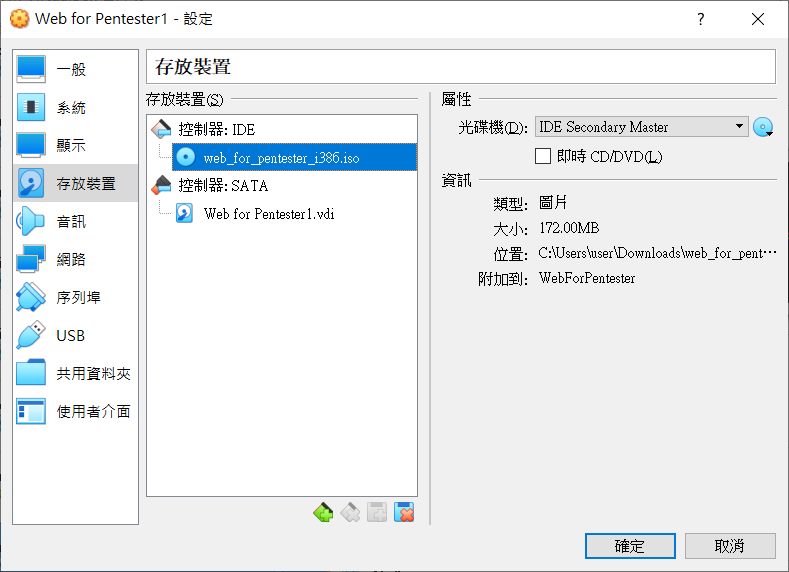 Web for Pentester1 - 設定
?
一般
系統
顯示
存放裝置
音訊
網路
序列埠
USB
共用資料夾
使用者介面
存放裝置
存放裝置(S)
控制器: IDE
web_for_pentester_i386.iso
控制器: SATA
Web for Pentester1.vdi
屬性
光碟機(D): IDE Secondary Master
即時 CD/DVD(L)
資訊
類型: 圖片
大小: 172.00MB
位置: C:\Users\user\Downloads\web_for_pent…
附加到: WebForPentester
確定
取消